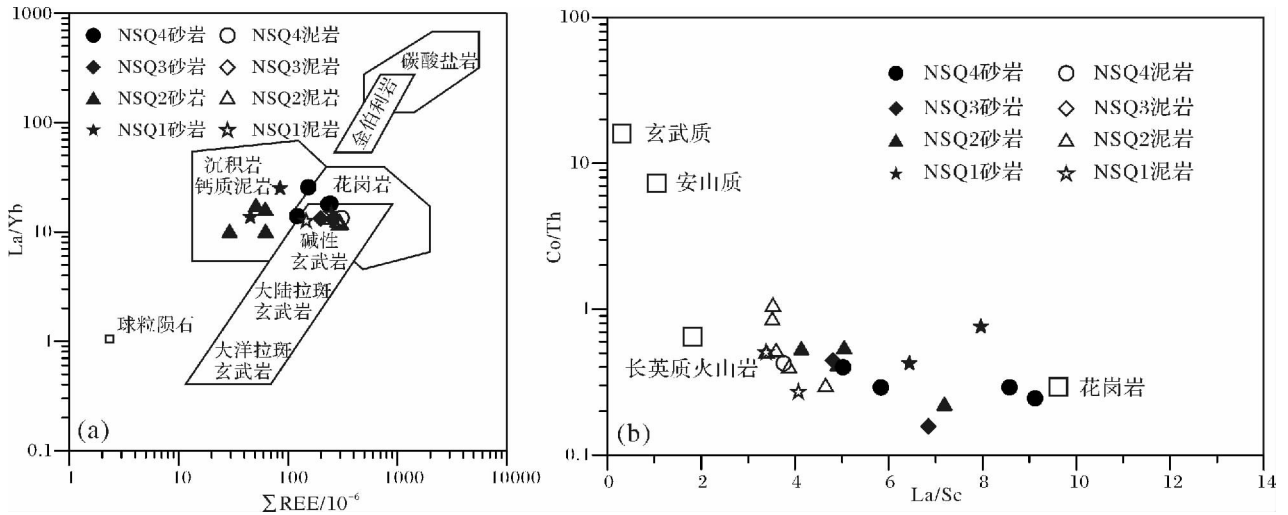 1000
100
10
1
0.1
La/Yb
NSQ4砂岩
NSQ4泥岩
NSQ3砂岩
NSQ3泥岩
NSQ2砂岩
NSQ2泥岩
NSQ1砂岩
NSQ1泥岩
碳酸盐岩
金伯利岩
沉积岩
钙质泥岩
花岗岩
碱性
玄武岩
大陆拉斑
玄武岩
球粒陨石
大洋拉斑
玄武岩
(a)
1
10
100
1000
10000
∑REE/10⁻⁶
100
10
1
0.1
Co/Th
NSQ4砂岩
NSQ4泥岩
NSQ3砂岩
NSQ3泥岩
NSQ2砂岩
NSQ2泥岩
NSQ1砂岩
NSQ1泥岩
玄武质
安山质
长英质火山岩
花岗岩
(b)
0
2
4
6
8
10
12
14
La/Sc